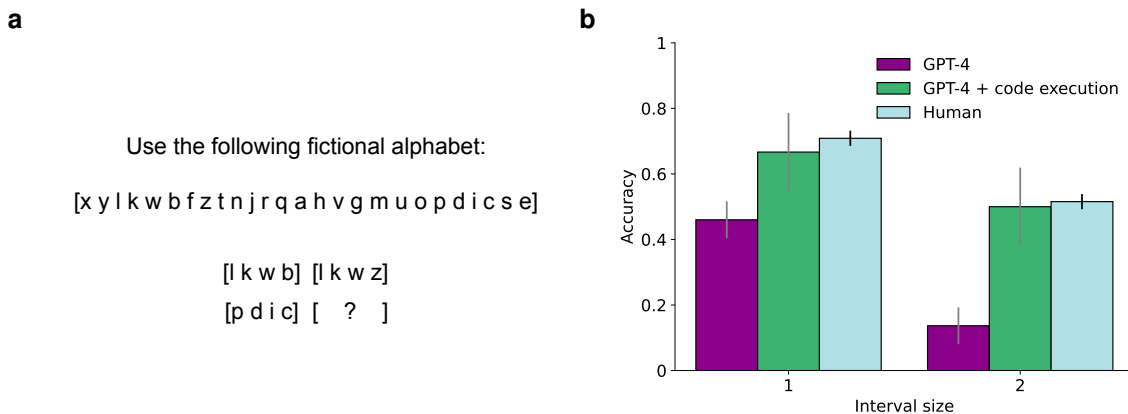 a
Use the following fictional alphabet:
[x y l k w b f z t n j r q a h v g m u o p d i c s e]
[l k w b] [l k w z]
[p d i c] [ ? ]
b
1
0.8
0.6
0.4
0.2
0
Accuracy
GPT-4
GPT-4 + code execution
Human
1
2
Interval size